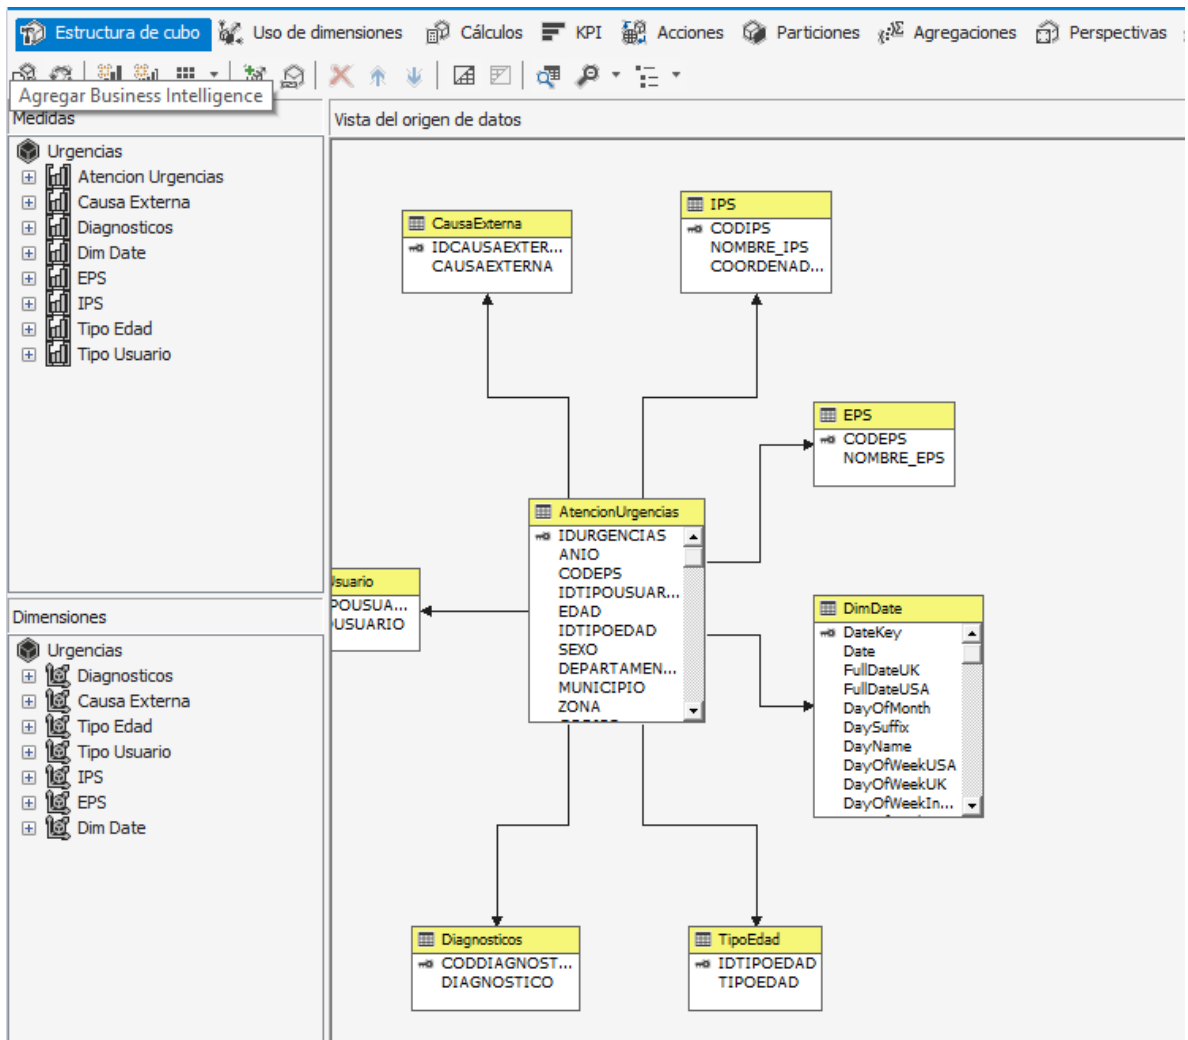 Estructura de cubo
Uso de dimensiones
Cálculos
KPI
Acciones
Particiones
Agregaciones
Perspectivas
Agregar Business Intelligence
Medidas
Urgencias
Atencion Urgencias
Causa Externa
Diagnosticos
Dim Date
EPS
IPS
Tipo Edad
Tipo Usuario
Dimensiones
Urgencias
Diagnosticos
Causa Externa
Tipo Edad
Tipo Usuario
IPS
EPS
Dim Date
Vista del origen de datos
CausaExterna
IDCAUSAEXTER...
CAUSAEXTERNA
IPS
CODIPS
NOMBRE_IPS
COORDENAD...
EPS
CODEPS
NOMBRE_EPS
AtencionUrgencias
IDURGENCIAS
ANIO
CODEPS
IDTIPOUSUAR...
EDAD
IDTIPOEDAD
SEXO
DEPARTAMEN...
MUNICIPIO
ZONA
Usuario
POUSUA...
USUARIO
DimDate
DateKey
Date
FullDateUK
FullDateUSA
DayOfMonth
DaySuffix
DayName
DayOfWeekUSA
DayOfWeekUK
DayOfWeekIn...
Diagnosticos
CODDIAGNOST...
DIAGNOSTICO
TipoEdad
IDTIPOEDAD
TIPOEDAD